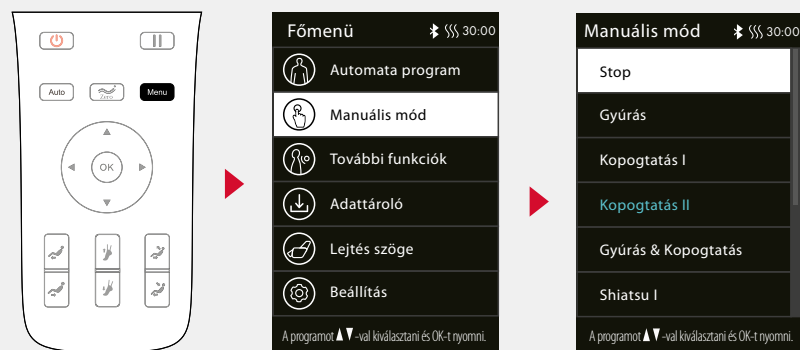 Auto
Zero
Menu
OK
Főmenü 30:00
Automata program
Manuális mód
További funkciók
Adattároló
Lejtés szöge
Beállítás
A programot ▲▼-val kiválasztani és OK-t nyomni.
Manuális mód 30:00
Stop
Gyúrás
Kopogtatás I
Kopogtatás II
Gyúrás & Kopogtatás
Shiatsu I
A programot ▲▼-val kiválasztani és OK-t nyomni.